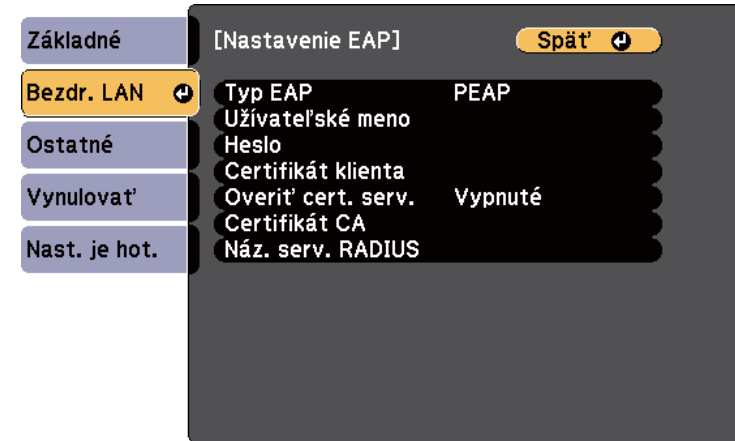 Základné
Bezdr. LAN
Ostatné
Vynulovať
Nast. je hot.
[Nastavenie EAP]
Späť
Typ EAP PEAP
Užívateľské meno
Heslo
Certifikát klienta
Overiť cert. serv. Vypnuté
Certifikát CA
Náz. serv. RADIUS